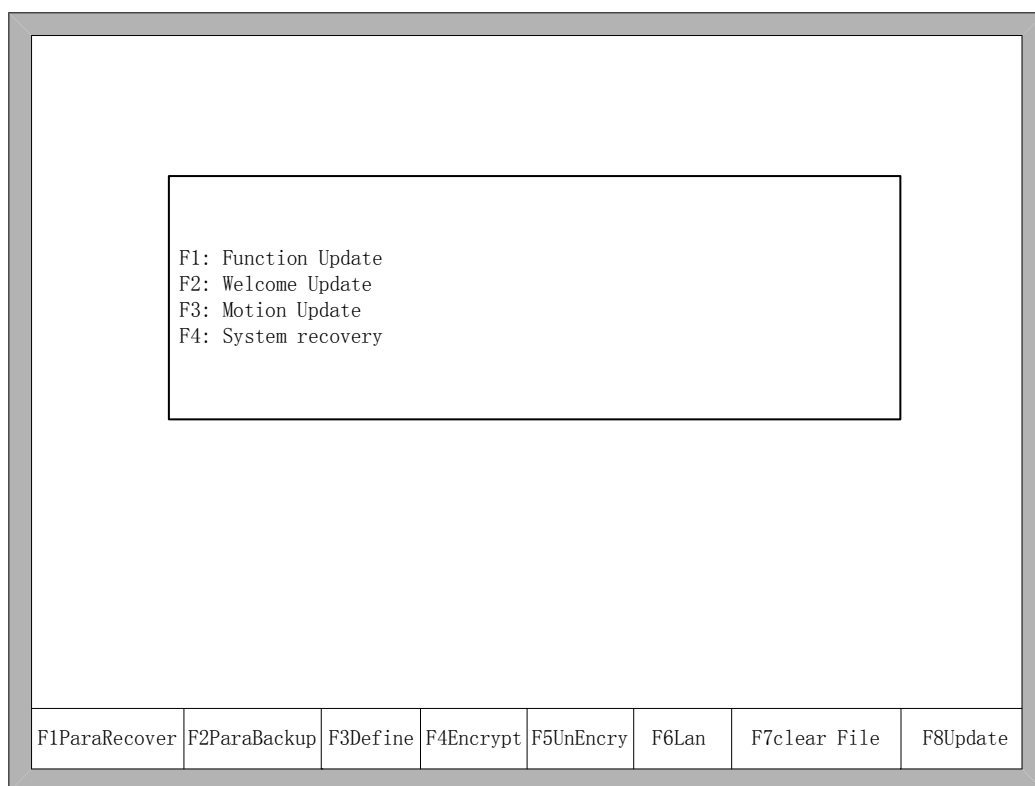 F1: Function Update
F2: Welcome Update
F3: Motion Update
F4: System recovery
F1ParaRecover F2ParaBackup F3Define F4Encrypt F5UnEncry F6Lan F7clear File F8Update